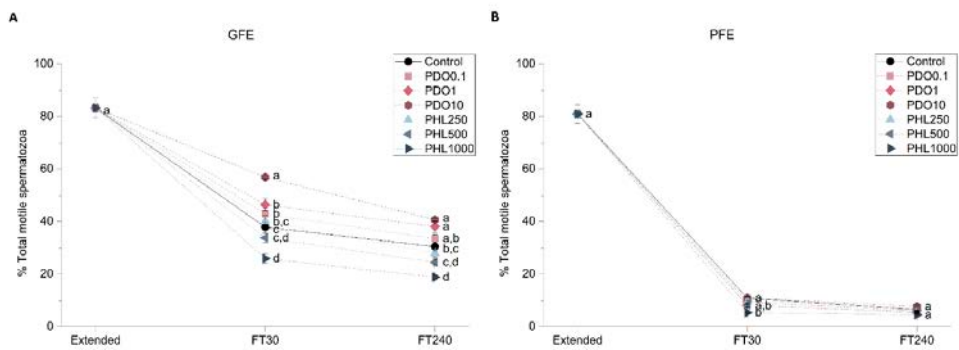 A
GFE
% Total motile spermatozoa
100
80
60
40
20
0
Extended
FT30
FT240
Control
PDO0.1
PDO1
PDO10
PHL250
PHL500
PHL1000
a
a
b
b
b,c
c
c,d
d
a
a
a,b
b,c
c,d
d
B
PFE
% Total motile spermatozoa
100
80
60
40
20
0
Extended
FT30
FT240
Control
PDO0.1
PDO1
PDO10
PHL250
PHL500
PHL1000
a
a
a,b
b
a
a